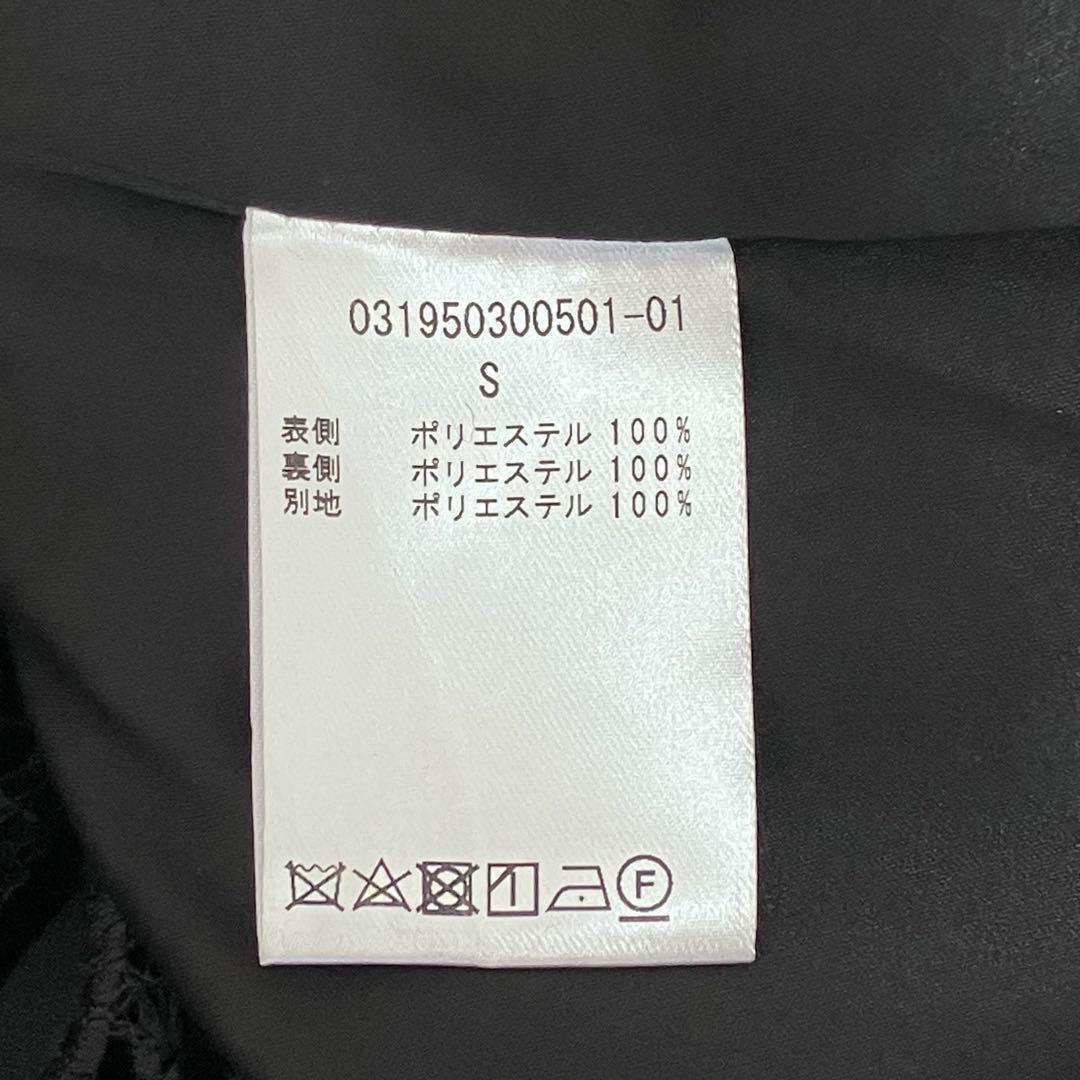 031950300501-01
S
表側 ポリエステル 100%
裏側 ポリエステル 100%
別地 ポリエステル 100%
F